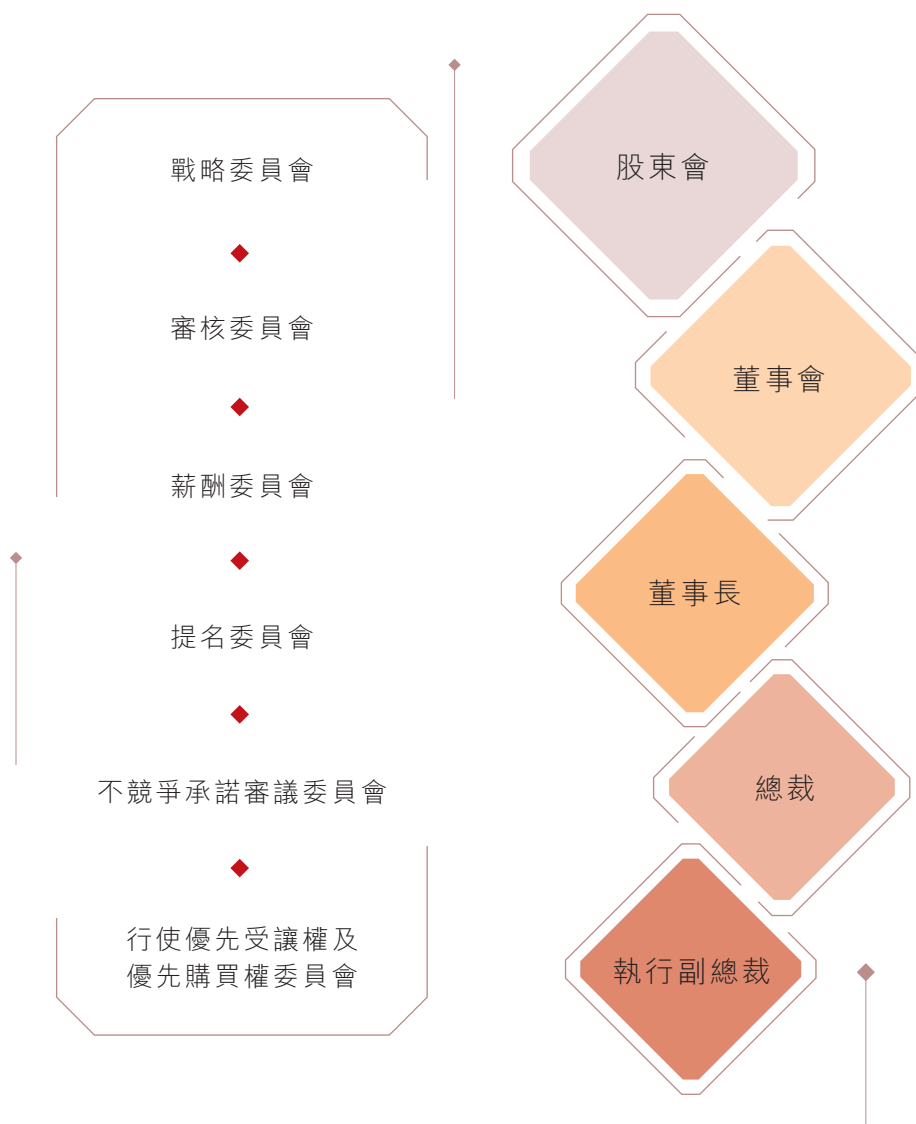 戰略委員會
審核委員會
薪酬委員會
提名委員會
不競爭承諾審議委員會
行使優先受讓權及
優先購買權委員會
股東會
董事會
董事長
總裁
執行副總裁